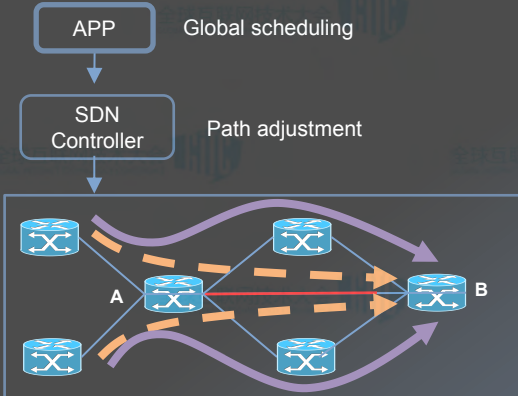 APP
Global scheduling
SDN
Controller
Path adjustment
A
B